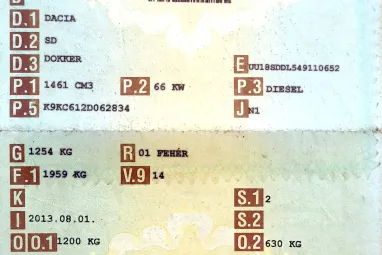 D.1 DACIA
D.2 SD
D.3 DOKKER E UU18SDDL549110652
P.1 1461 CM3 P.2 66 KW P.3 DIESEL
P.5 K9KC612D062834 J N1
G 1254 KG R 01 FEHÉR
F.1 1959 KG V.9 14
K S.1 2
I 2013.08.01. S.2
O O.1 1200 KG O.2 630 KG